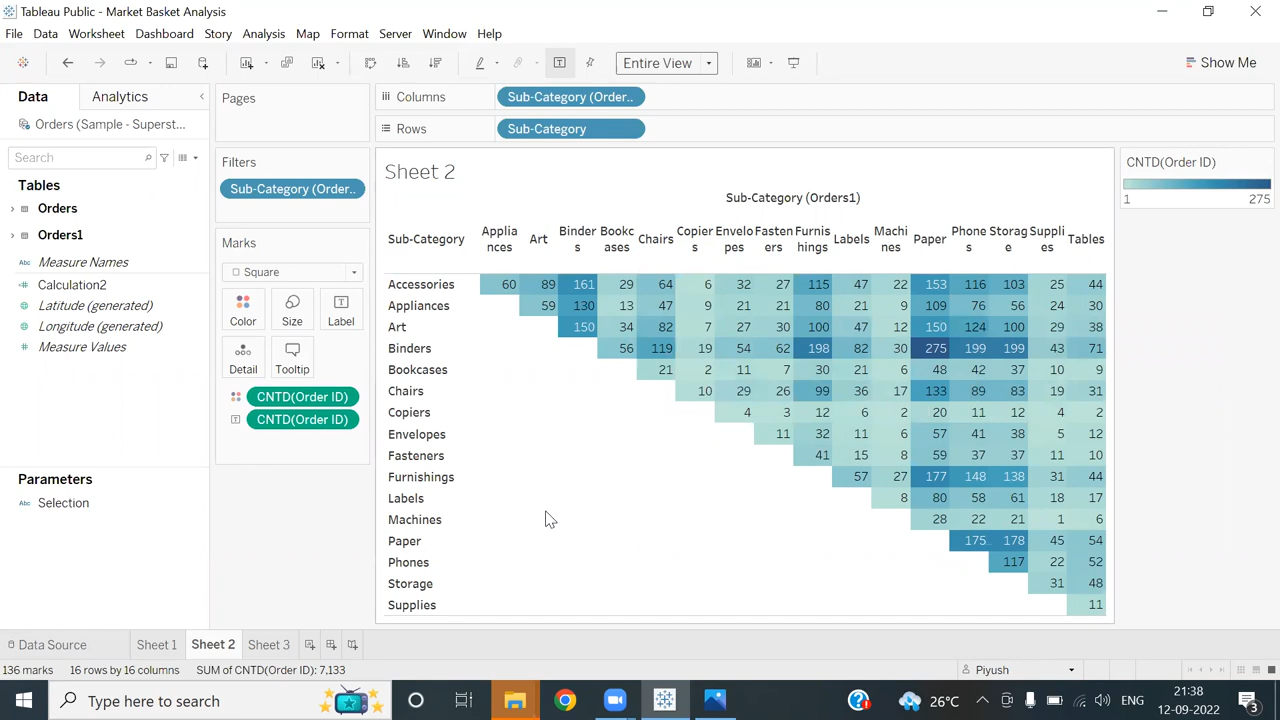 Tableau Public - Market Basket Analysis
File Data Worksheet Dashboard Story Analysis Map Format Server Window Help
Entire View
Show Me
Data Analytics
Orders (Sample - Superst...
Search
Tables
Orders
Orders1
Abc Measure Names
Calculation2
Latitude (generated)
Longitude (generated)
# Measure Values
Parameters
Abc Selection
Pages
Filters
Sub-Category (Order..
Marks
Square
Color Size Label
Detail Tooltip
CNTD(Order ID)
CNTD(Order ID)
Columns Sub-Category (Order..
Rows Sub-Category
Sheet 2
Sub-Category (Orders1)
Sub-Category Applia nces Art Binder s Bookc ases Chairs Copier s Envelo pes Fasten ers Furnis hings Labels Machi nes Paper Phone s Storag e Suppli es Tables
Accessories 60 89 161 29 64 6 32 27 115 47 22 153 116 103 25 44
Appliances 59 130 13 47 9 21 21 80 21 9 109 76 56 24 30
Art 150 34 82 7 27 30 100 47 12 150 124 100 29 38
Binders 56 119 19 54 62 198 82 30 275 199 199 43 71
Bookcases 21 2 11 7 30 21 6 48 42 37 10 9
Chairs 10 29 26 99 36 17 133 89 83 19 31
Copiers 4 3 12 6 2 20 11 12 4 2
Envelopes 11 32 11 6 57 41 38 5 12
Fasteners 41 15 8 59 37 37 11 10
Furnishings 57 27 177 148 138 31 44
Labels 8 80 58 61 18 17
Machines 28 22 21 1 6
Paper 175 178 45 54
Phones 117 22 52
Storage 31 48
Supplies 11
CNTD(Order ID)
1 275
Data Source Sheet 1 Sheet 2 Sheet 3
136 marks 16 rows by 16 columns SUM of CNTD(Order ID): 7,133
Piyush
Type here to search
26°C
ENG
21:38
12-09-2022
3